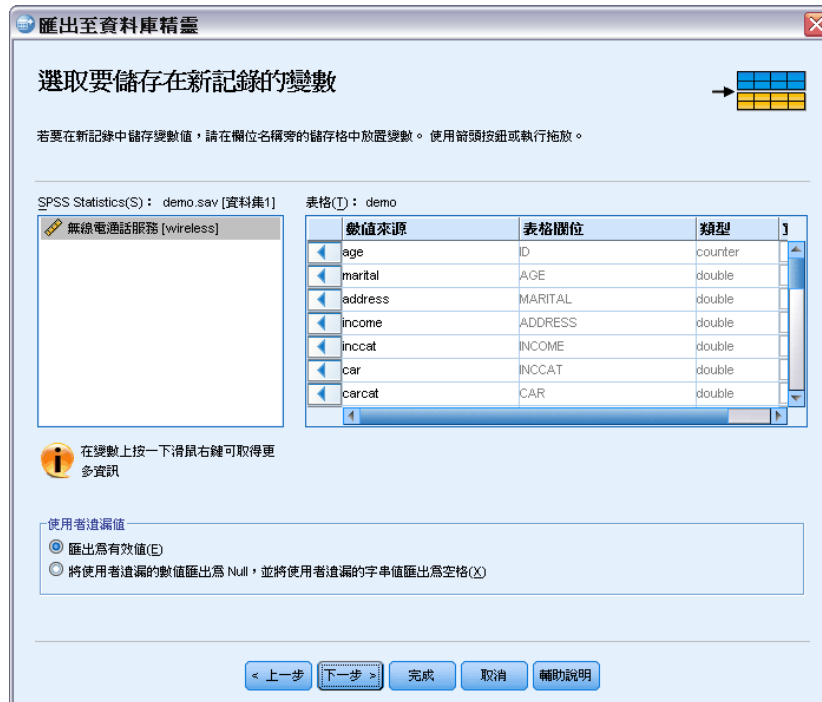 匯出至資料庫精靈
選取要儲存在新記錄的變數
若要在新記錄中儲存變數值，請在欄位名稱旁的儲存格中放置變數。 使用箭頭按鈕或執行拖放。
SPSS Statistics(S)： demo.sav [資料集1]
無線電通話服務 [wireless]
表格(T)： demo
數值來源 表格欄位 類型
age ID counter
marital AGE double
address MARITAL double
income ADDRESS double
inccat INCOME double
car INCCAT double
carcat CAR double
在變數上按一下滑鼠右鍵可取得更
多資訊
使用者遺漏值
匯出為有效值(E)
將使用者遺漏的數值匯出為 Null，並將使用者遺漏的字串值匯出為空格(X)
< 上一步 下一步 > 完成 取消 輔助說明